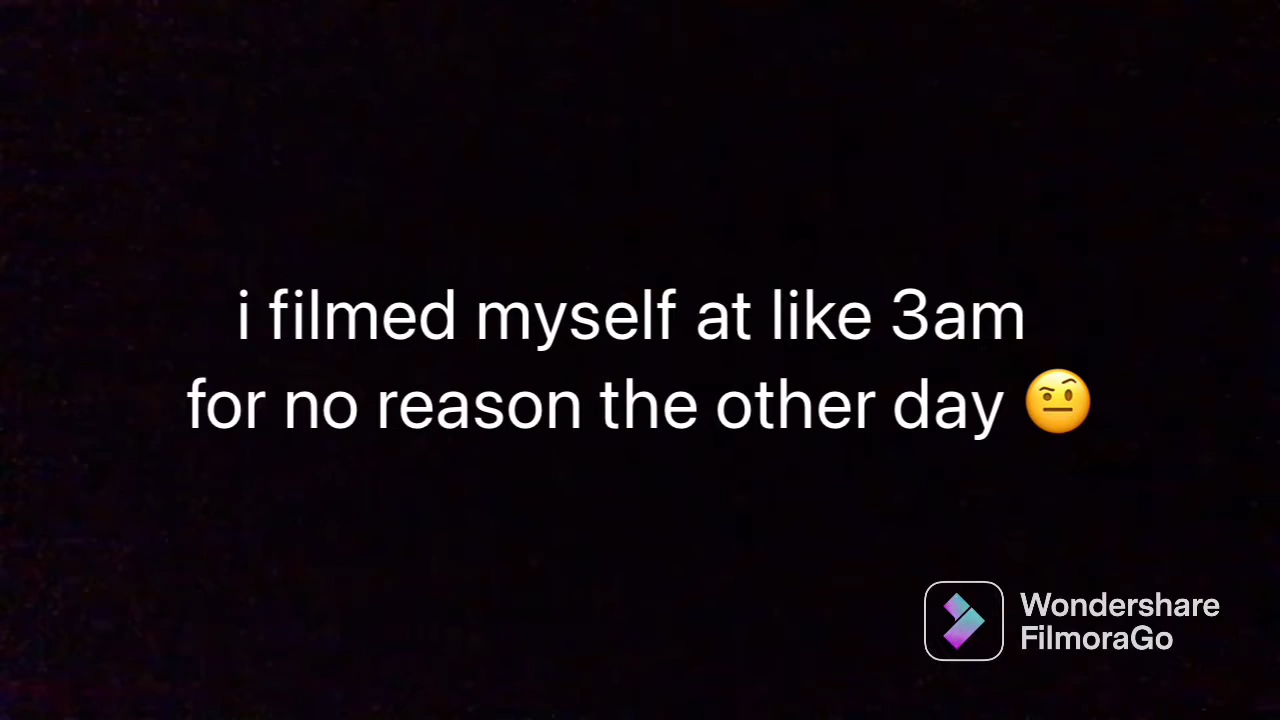 i filmed myself at like 3am
for no reason the other day 🤨
Wondershare
FilmoraGo